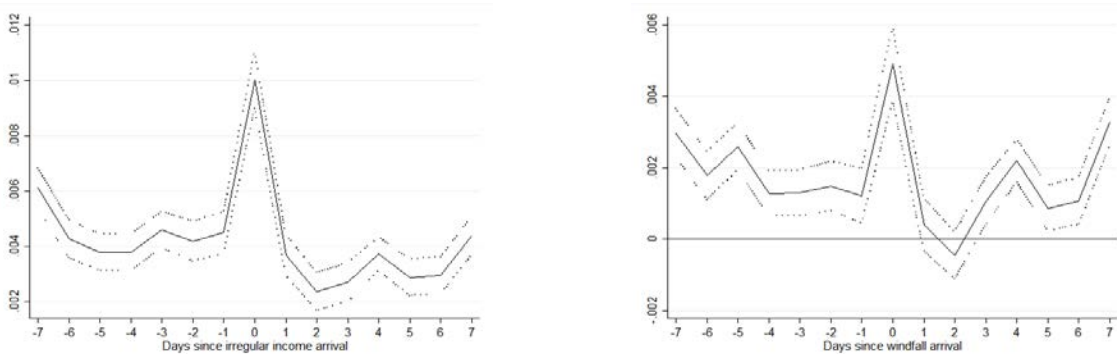 .012
.01
.008
.006
.004
.002
-7 -6 -5 -4 -3 -2 -1 0 1 2 3 4 5 6 7
Days since irregular income arrival
.006
.004
.002
0
-.002
-7 -6 -5 -4 -3 -2 -1 0 1 2 3 4 5 6 7
Days since windfall arrival